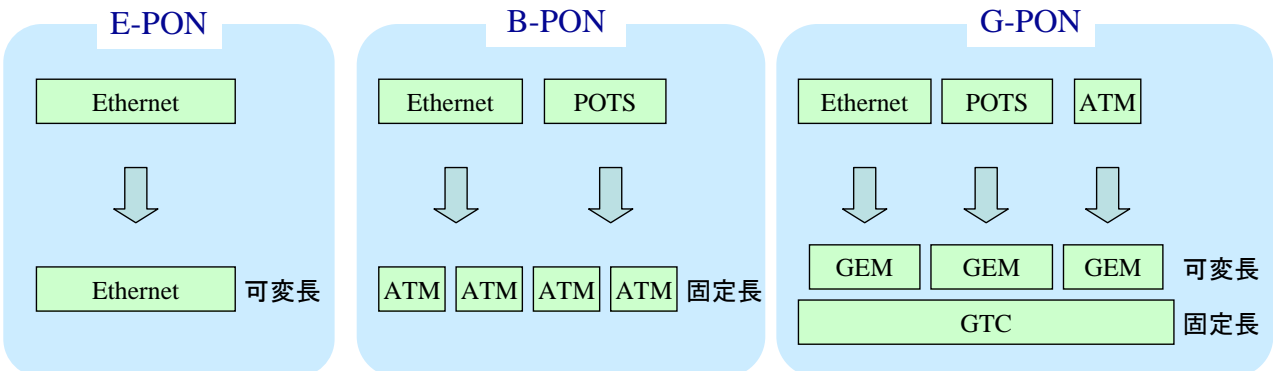 E-PON
B-PON
G-PON
Ethernet
Ethernet POTS
Ethernet POTS ATM
Ethernet 可変長
ATM ATM ATM ATM 固定長
GEM GEM GEM 可変長
GTC 固定長